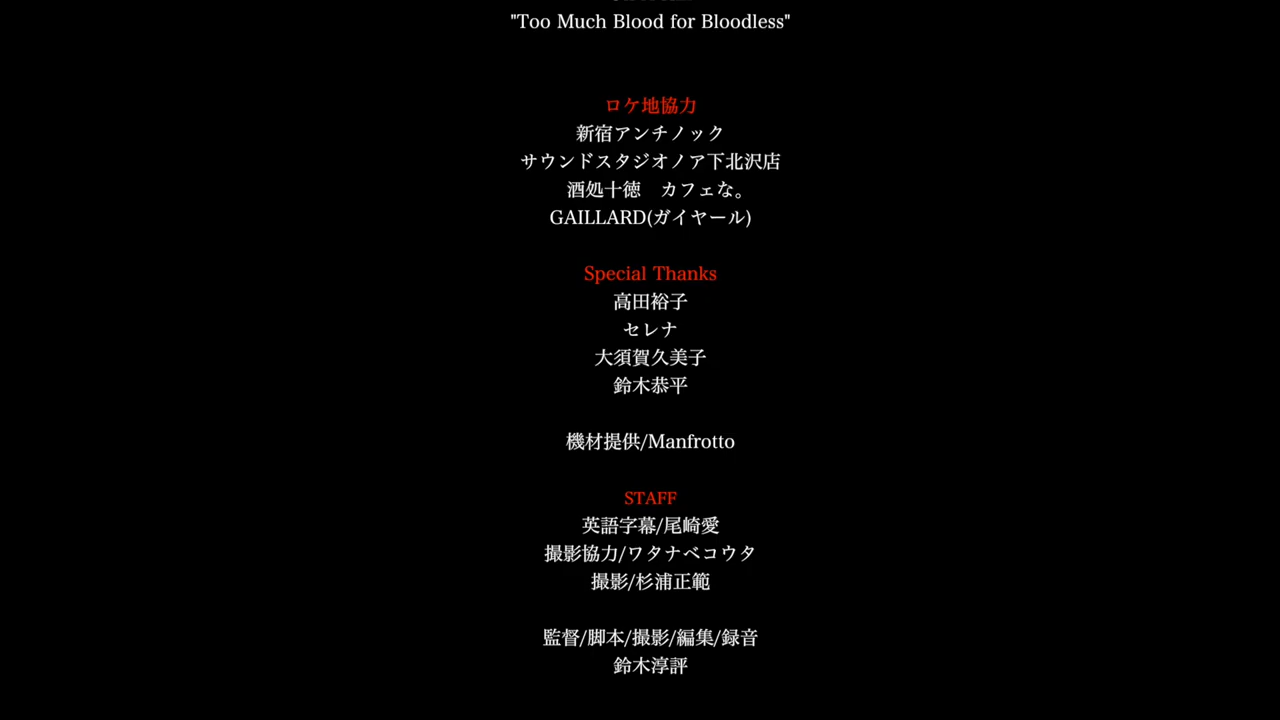 "Too Much Blood for Bloodless"
ロケ地協力
新宿アンチノック
サウンドスタジオノア下北沢店
酒処十徳　カフェな。
GAILLARD(ガイヤール)
Special Thanks
高田裕子
セレナ
大須賀久美子
鈴木恭平
機材提供/Manfrotto
STAFF
英語字幕/尾崎愛
撮影協力/ワタナベコウタ
撮影/杉浦正範
監督/脚本/撮影/編集/録音
鈴木淳評